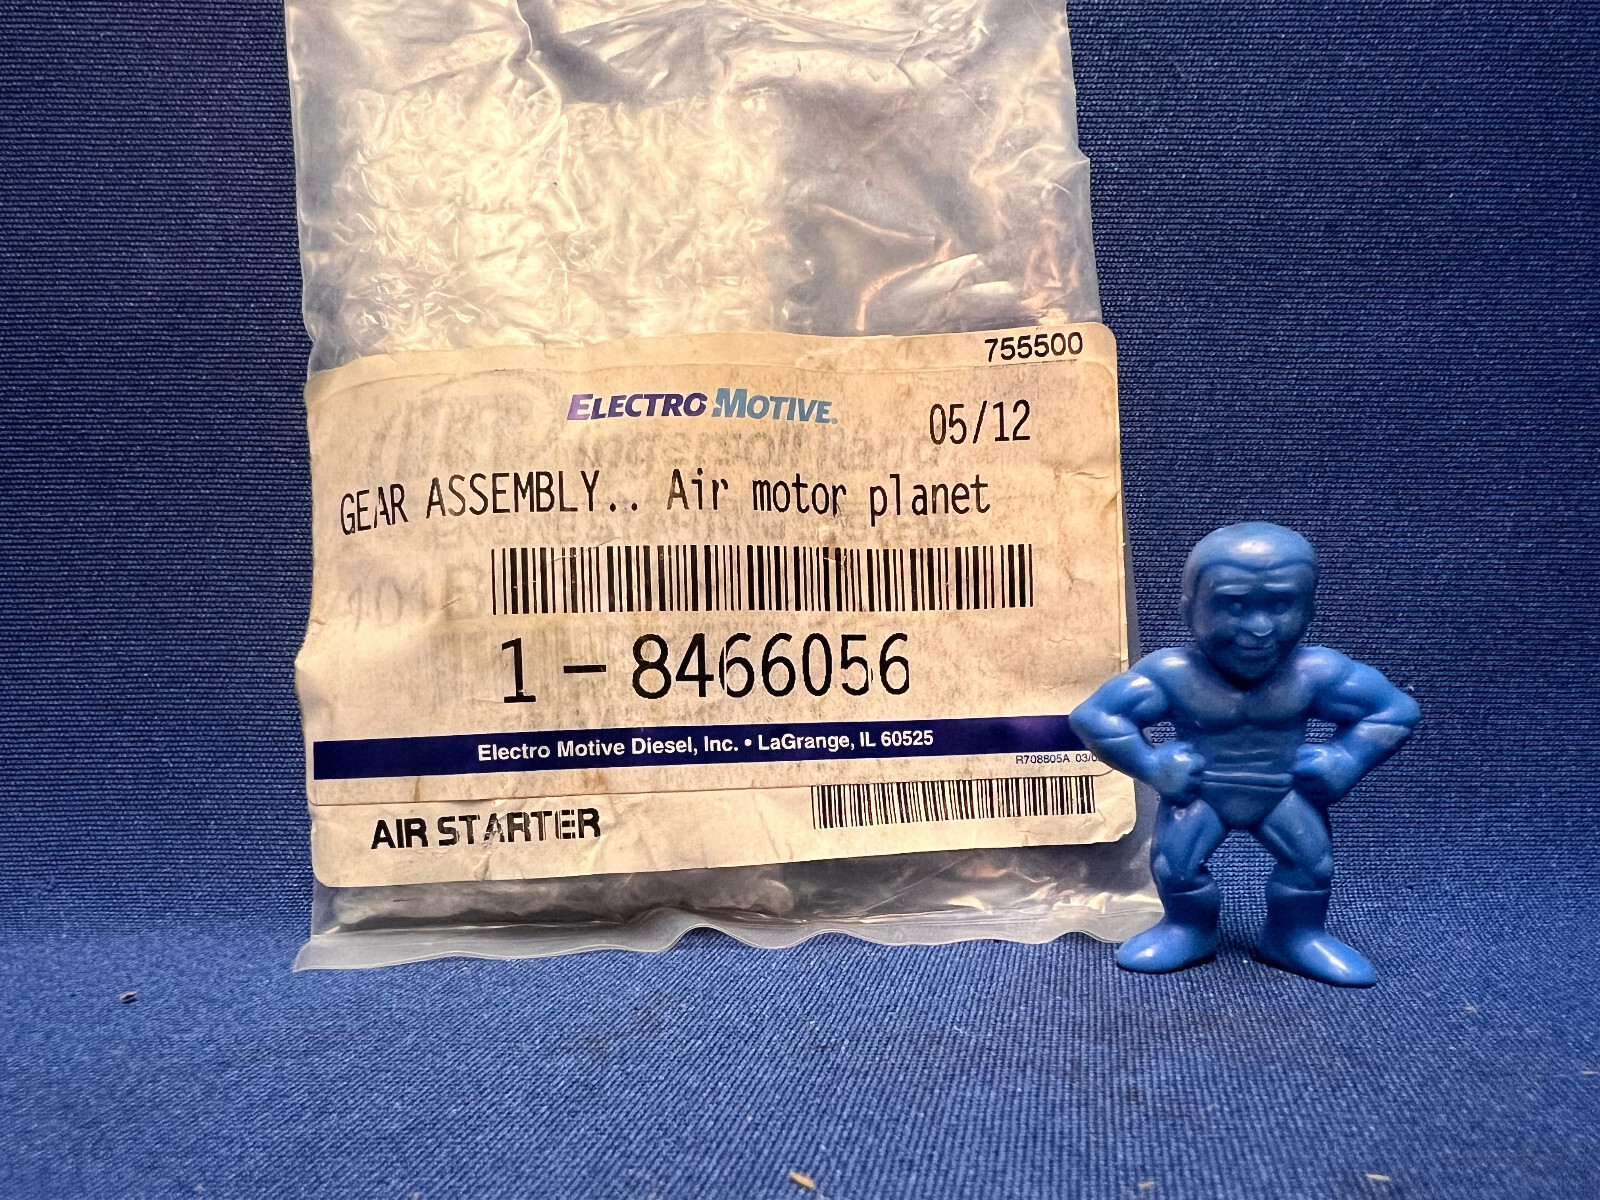 755500
ELECTRO MOTIVE®
05/12
GEAR ASSEMBLY.. Air motor planet
1 - 8466056
Electro Motive Diesel, Inc. • LaGrange, IL 60525
R708805A
AIR STARTER